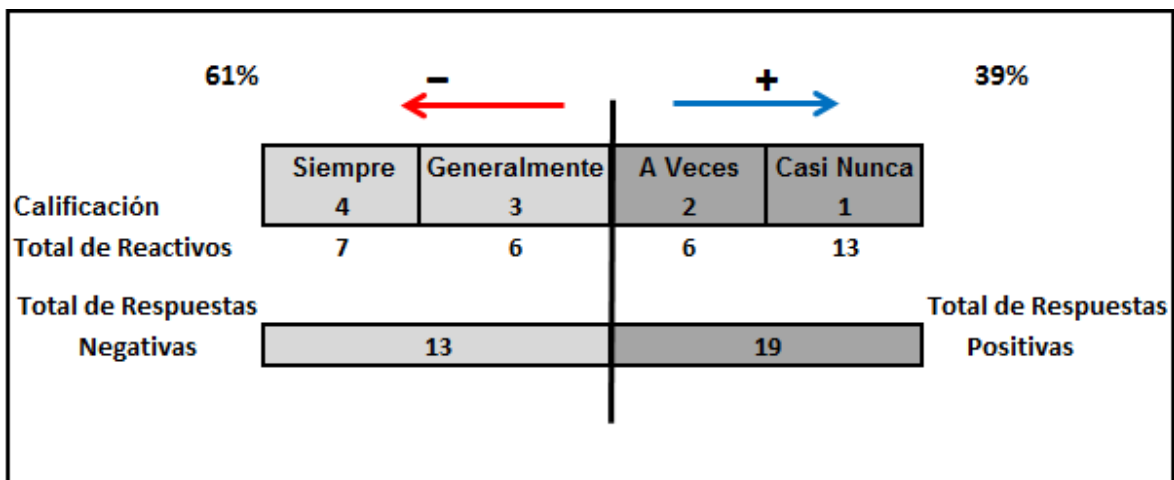 61% – + 39%
Siempre Generalmente A Veces Casi Nunca
Calificación 4 3 2 1
Total de Reactivos 7 6 6 13
Total de Respuestas Negativas 13 19 Total de Respuestas Positivas